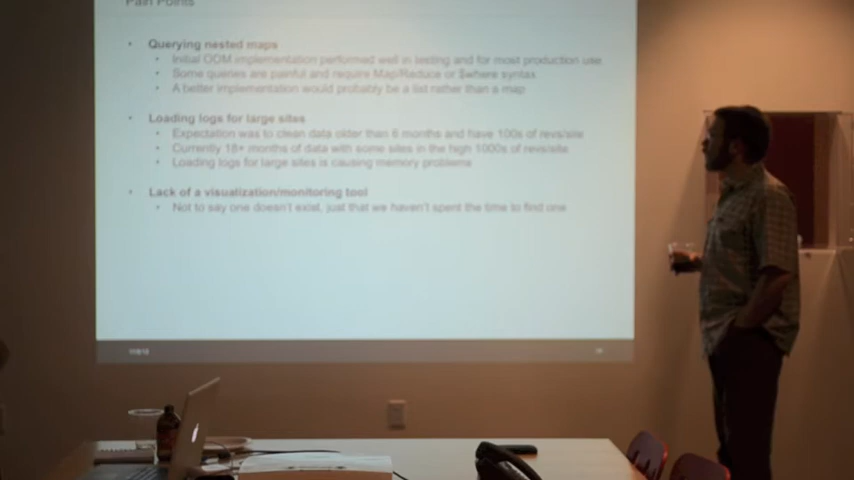 Pain Points
• Querying nested maps
• Initial OOM implementation performed well in testing and for most production use
• Some queries are painful and require Map/Reduce or $where syntax
• A better implementation would probably be a list rather than a map
• Loading logs for large sites
• Expectation was to clean data older than 6 months and have 100s of revs/site
• Currently 18+ months of data with some sites in the high 1000s of revs/site
• Loading logs for large sites is causing memory problems
• Lack of a visualization/monitoring tool
• Not to say one doesn't exist, just that we haven't spent the time to find one